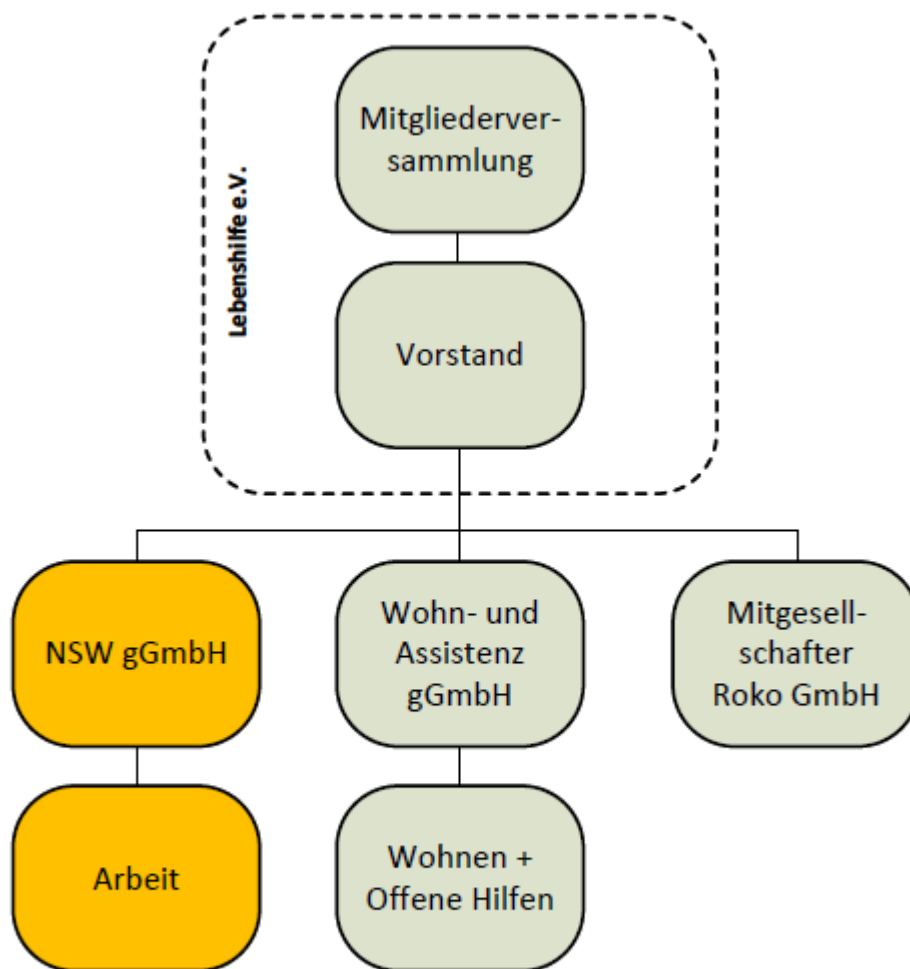 Mitgliederver-
sammlung
Lebenshilfe e.V.
Vorstand
NSW gGmbH
Wohn- und
Assistenz
gGmbH
Mitgesell-
schafter
Roko GmbH
Arbeit
Wohnen +
Offene Hilfen